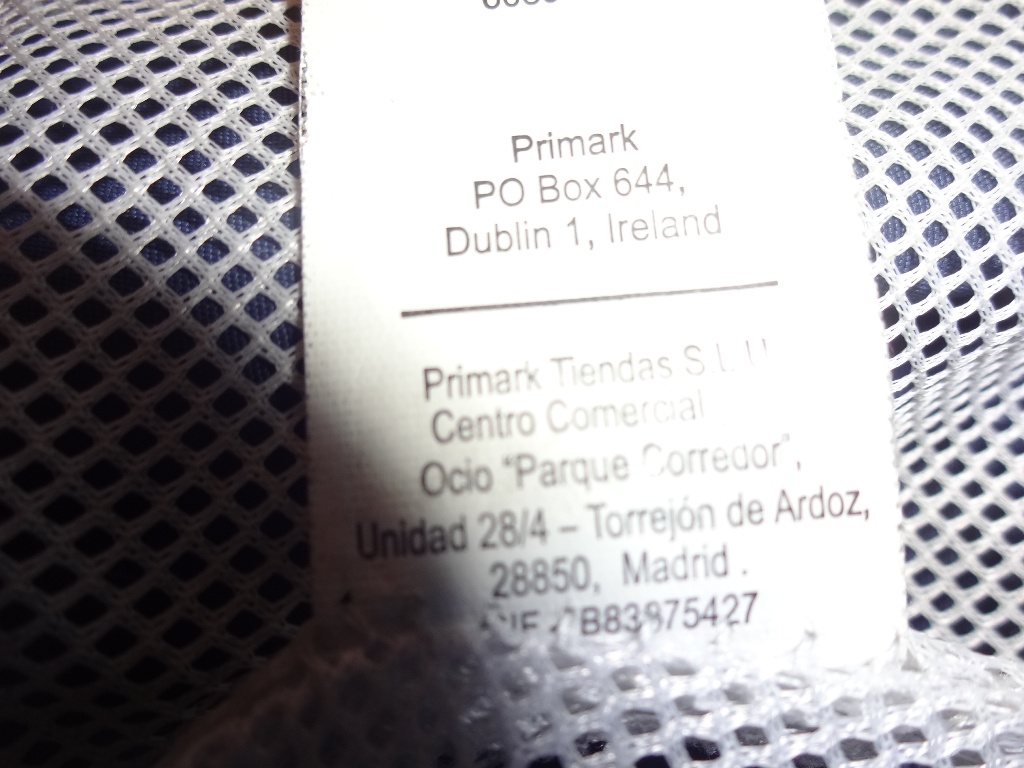 Primark
PO Box 644,
Dublin 1, Ireland
Primark Tiendas S.L.U
Centro Comercial
Ocio "Parque Corredor",
Unidad 28/4 – Torrejón de Ardoz,
28850, Madrid .